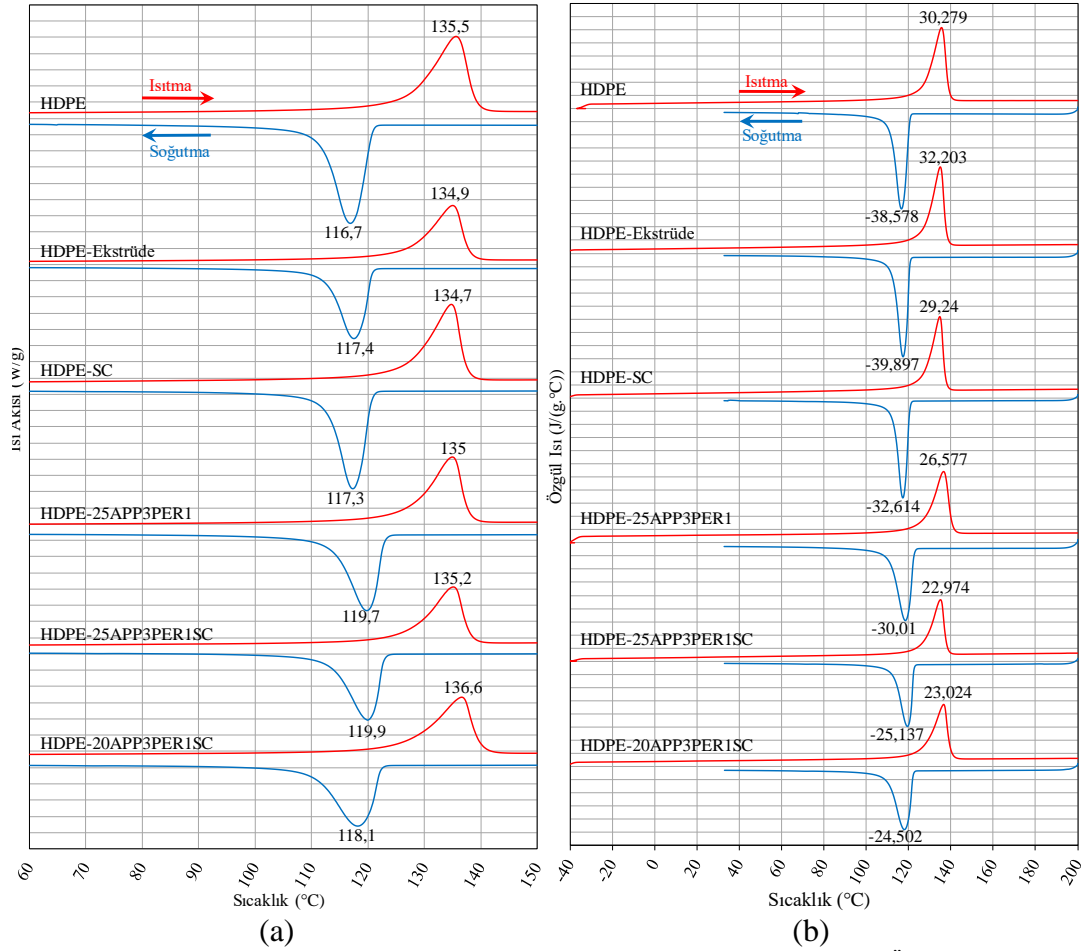 135,5
Isıtma
HDPE
Soğutma
116,7
134,9
HDPE-Ekstrüde
117,4
134,7
HDPE-SC
117,3
135
HDPE-25APP3PER1
119,7
135,2
HDPE-25APP3PER1SC
119,9
136,6
HDPE-20APP3PER1SC
118,1
Isı Akısı (W/g)
60 70 80 90 100 110 120 130 140 150
Sıcaklık (°C)
(a)
30,279
Isıtma
HDPE
Soğutma
-38,578
32,203
HDPE-Ekstrüde
-39,897
29,24
HDPE-SC
-32,614
26,577
HDPE-25APP3PER1
-30,01
22,974
HDPE-25APP3PER1SC
-25,137
23,024
HDPE-20APP3PER1SC
-24,502
Özgül Isı (J/(g.°C))
-40 -20 0 20 40 60 80 100 120 140 160 180 200
Sıcaklık (°C)
(b)